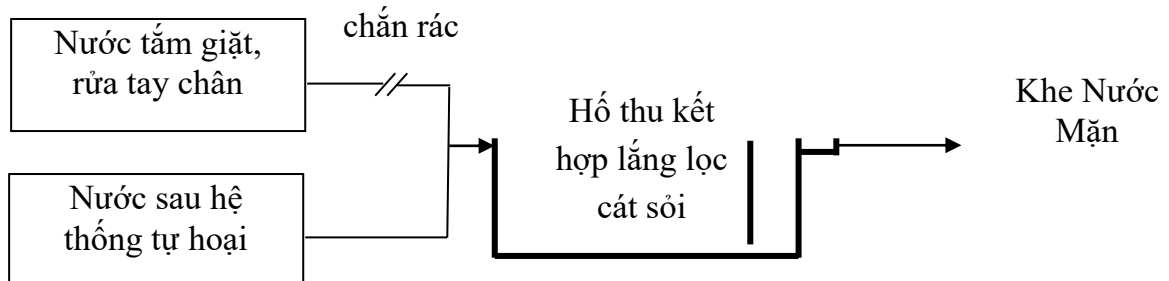 chắn rác
Nước tắm giặt,
rửa tay chân
Nước sau hệ
thống tự hoại
Hố thu kết
hợp lắng lọc
cát sỏi
Khe Nước
Mặn